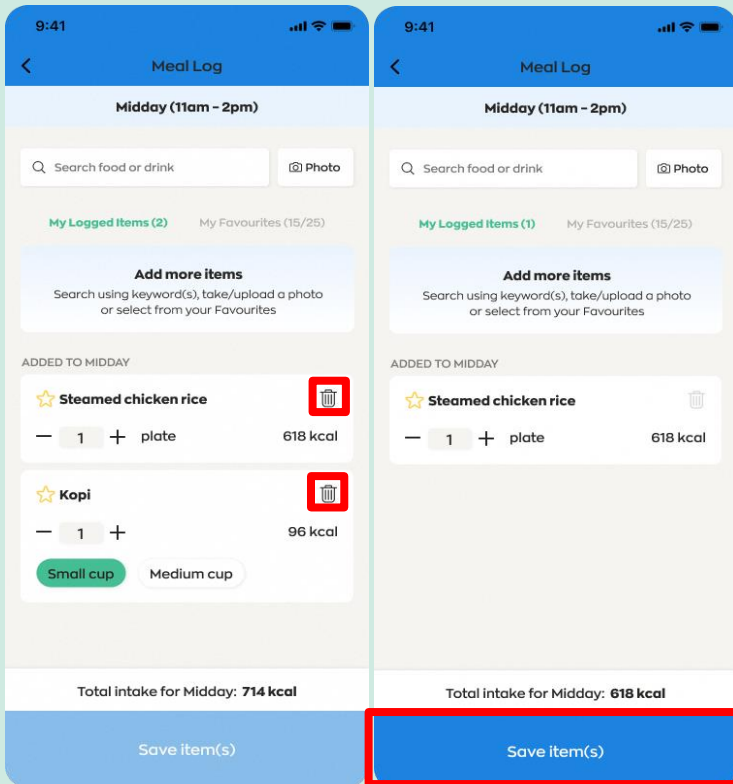 9:41
Meal Log
Midday (11am - 2pm)
Search food or drink
Photo
My Logged Items (2) My Favourites (15/25)
Add more items
Search using keyword(s), take/upload a photo
or select from your Favourites
ADDED TO MIDDAY
Steamed chicken rice
1 plate 618 kcal
Kopi
1 96 kcal
Small cup Medium cup
Total intake for Midday: 714 kcal
Save item(s)
9:41
Meal Log
Midday (11am - 2pm)
Search food or drink
Photo
My Logged Items (1) My Favourites (15/25)
Add more items
Search using keyword(s), take/upload a photo
or select from your Favourites
ADDED TO MIDDAY
Steamed chicken rice
1 plate 618 kcal
Total intake for Midday: 618 kcal
Save item(s)